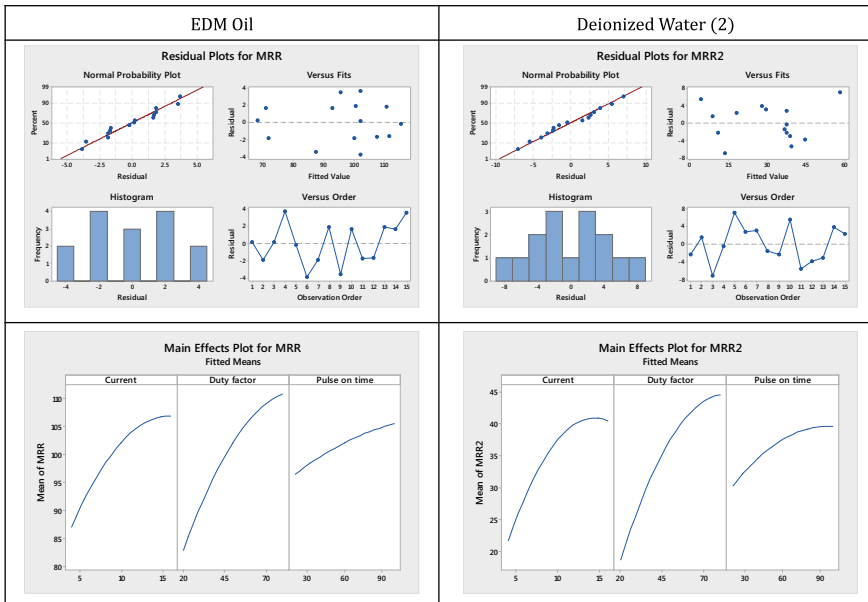 EDM Oil
Deionized Water (2)
Residual Plots for MRR
Normal Probability Plot
Versus Fits
99
90
50
10
1
Percent
-5.0 -2.5 0.0 2.5 5.0
Residual
4
2
0
-2
-4
Residual
70 80 90 100 110
Fitted Value
Histogram
Versus Order
4
3
2
1
0
Frequency
-4 -2 0 2 4
Residual
4
2
0
-2
-4
Residual
1 2 3 4 5 6 7 8 9 10 11 12 13 14 15
Observation Order
Residual Plots for MRR2
Normal Probability Plot
Versus Fits
99
90
50
10
1
Percent
-10 -5 0 5 10
Residual
8
4
0
-4
-8
Residual
0 15 30 45 60
Fitted Value
Histogram
Versus Order
3
2
1
0
Frequency
-8 -4 0 4 8
Residual
8
4
0
-4
-8
Residual
1 2 3 4 5 6 7 8 9 10 11 12 13 14 15
Observation Order
Main Effects Plot for MRR
Fitted Means
Current Duty factor Pulse on time
110
105
100
95
90
85
80
Mean of MRR
5 10 15 20 45 70 30 60 90
Main Effects Plot for MRR2
Fitted Means
Current Duty factor Pulse on time
45
40
35
30
25
20
Mean of MRR2
5 10 15 20 45 70 30 60 90